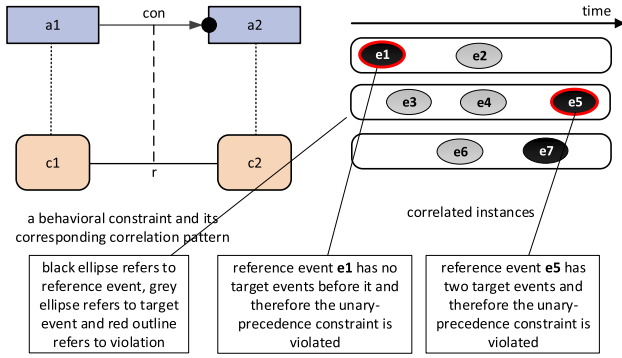 con
time
a1
a2
e1
e2
e3
e4
e5
c1
c2
r
e6
e7
a behavioral constraint and its
corresponding correlation pattern
correlated instances
black ellipse refers to
reference event, grey
ellipse refers to target
event and red outline
refers to violation
reference event e1 has no
target events before it and
therefore the unary-
precedence constraint is
violated
reference event e5 has
two target events and
therefore the unary-
precedence constraint is
violated